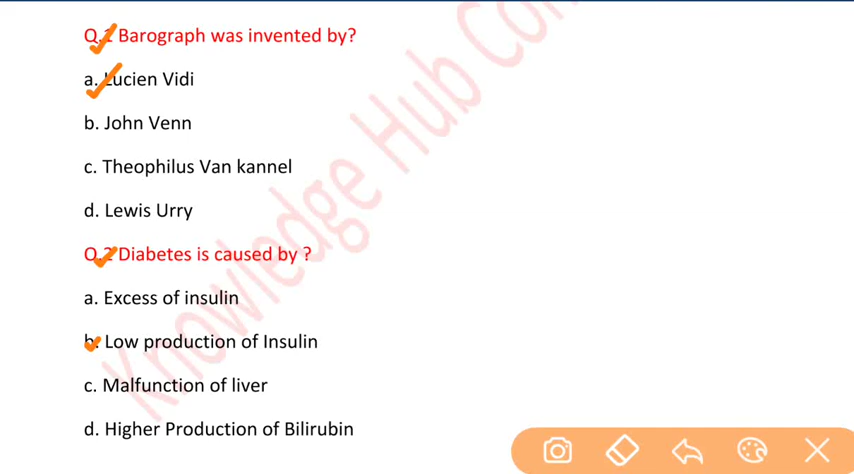 Q.1 Barograph was invented by?
a. Lucien Vidi
b. John Venn
c. Theophilus Van kannel
d. Lewis Urry
Q.2 Diabetes is caused by ?
a. Excess of insulin
b. Low production of Insulin
c. Malfunction of liver
d. Higher Production of Bilirubin
Knowledge Hub Con